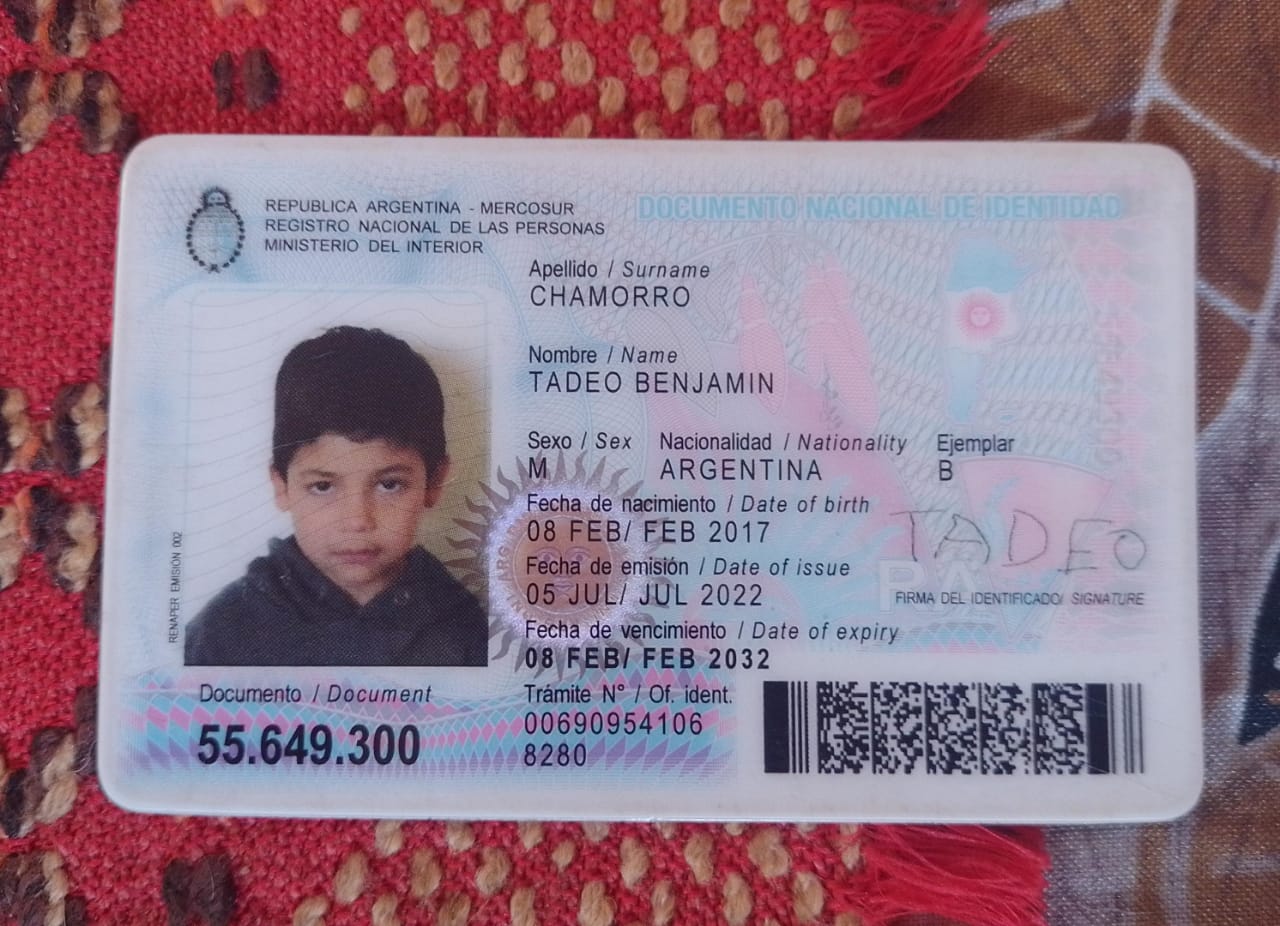 REPUBLICA ARGENTINA - MERCOSUR
REGISTRO NACIONAL DE LAS PERSONAS
MINISTERIO DEL INTERIOR
DOCUMENTO NACIONAL DE IDENTIDAD
Apellido / Surname
CHAMORRO
Nombre / Name
TADEO BENJAMIN
Sexo / Sex Nacionalidad / Nationality Ejemplar
M ARGENTINA B
Fecha de nacimiento / Date of birth
08 FEB/ FEB 2017
Fecha de emisión / Date of issue
05 JUL/ JUL 2022
Fecha de vencimiento / Date of expiry
08 FEB/ FEB 2032
TADEO
FIRMA DEL IDENTIFICADO/ SIGNATURE
RENAPER EMISIÓN 002
Documento / Document
55.649.300
Trámite N° / Of. ident.
00690954106
8280